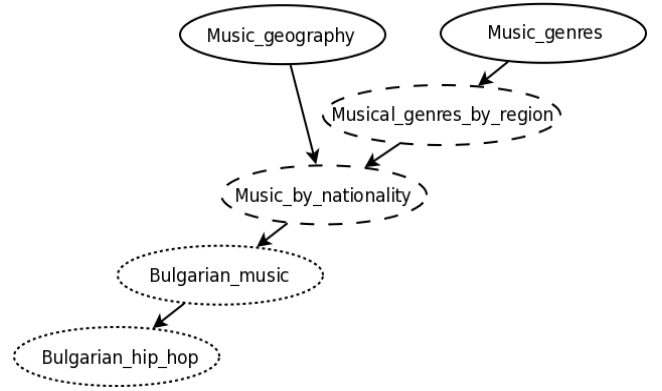 Music_geography
Music_genres
Musical_genres_by_region
Music_by_nationality
Bulgarian_music
Bulgarian_hip_hop